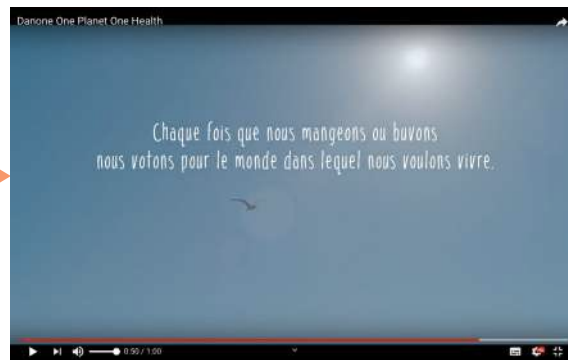 Danone One Planet One Health
Chaque fois que nous mangeons ou buvons
nous votons pour le monde dans lequel nous voulons vivre.
0:50 / 1:00